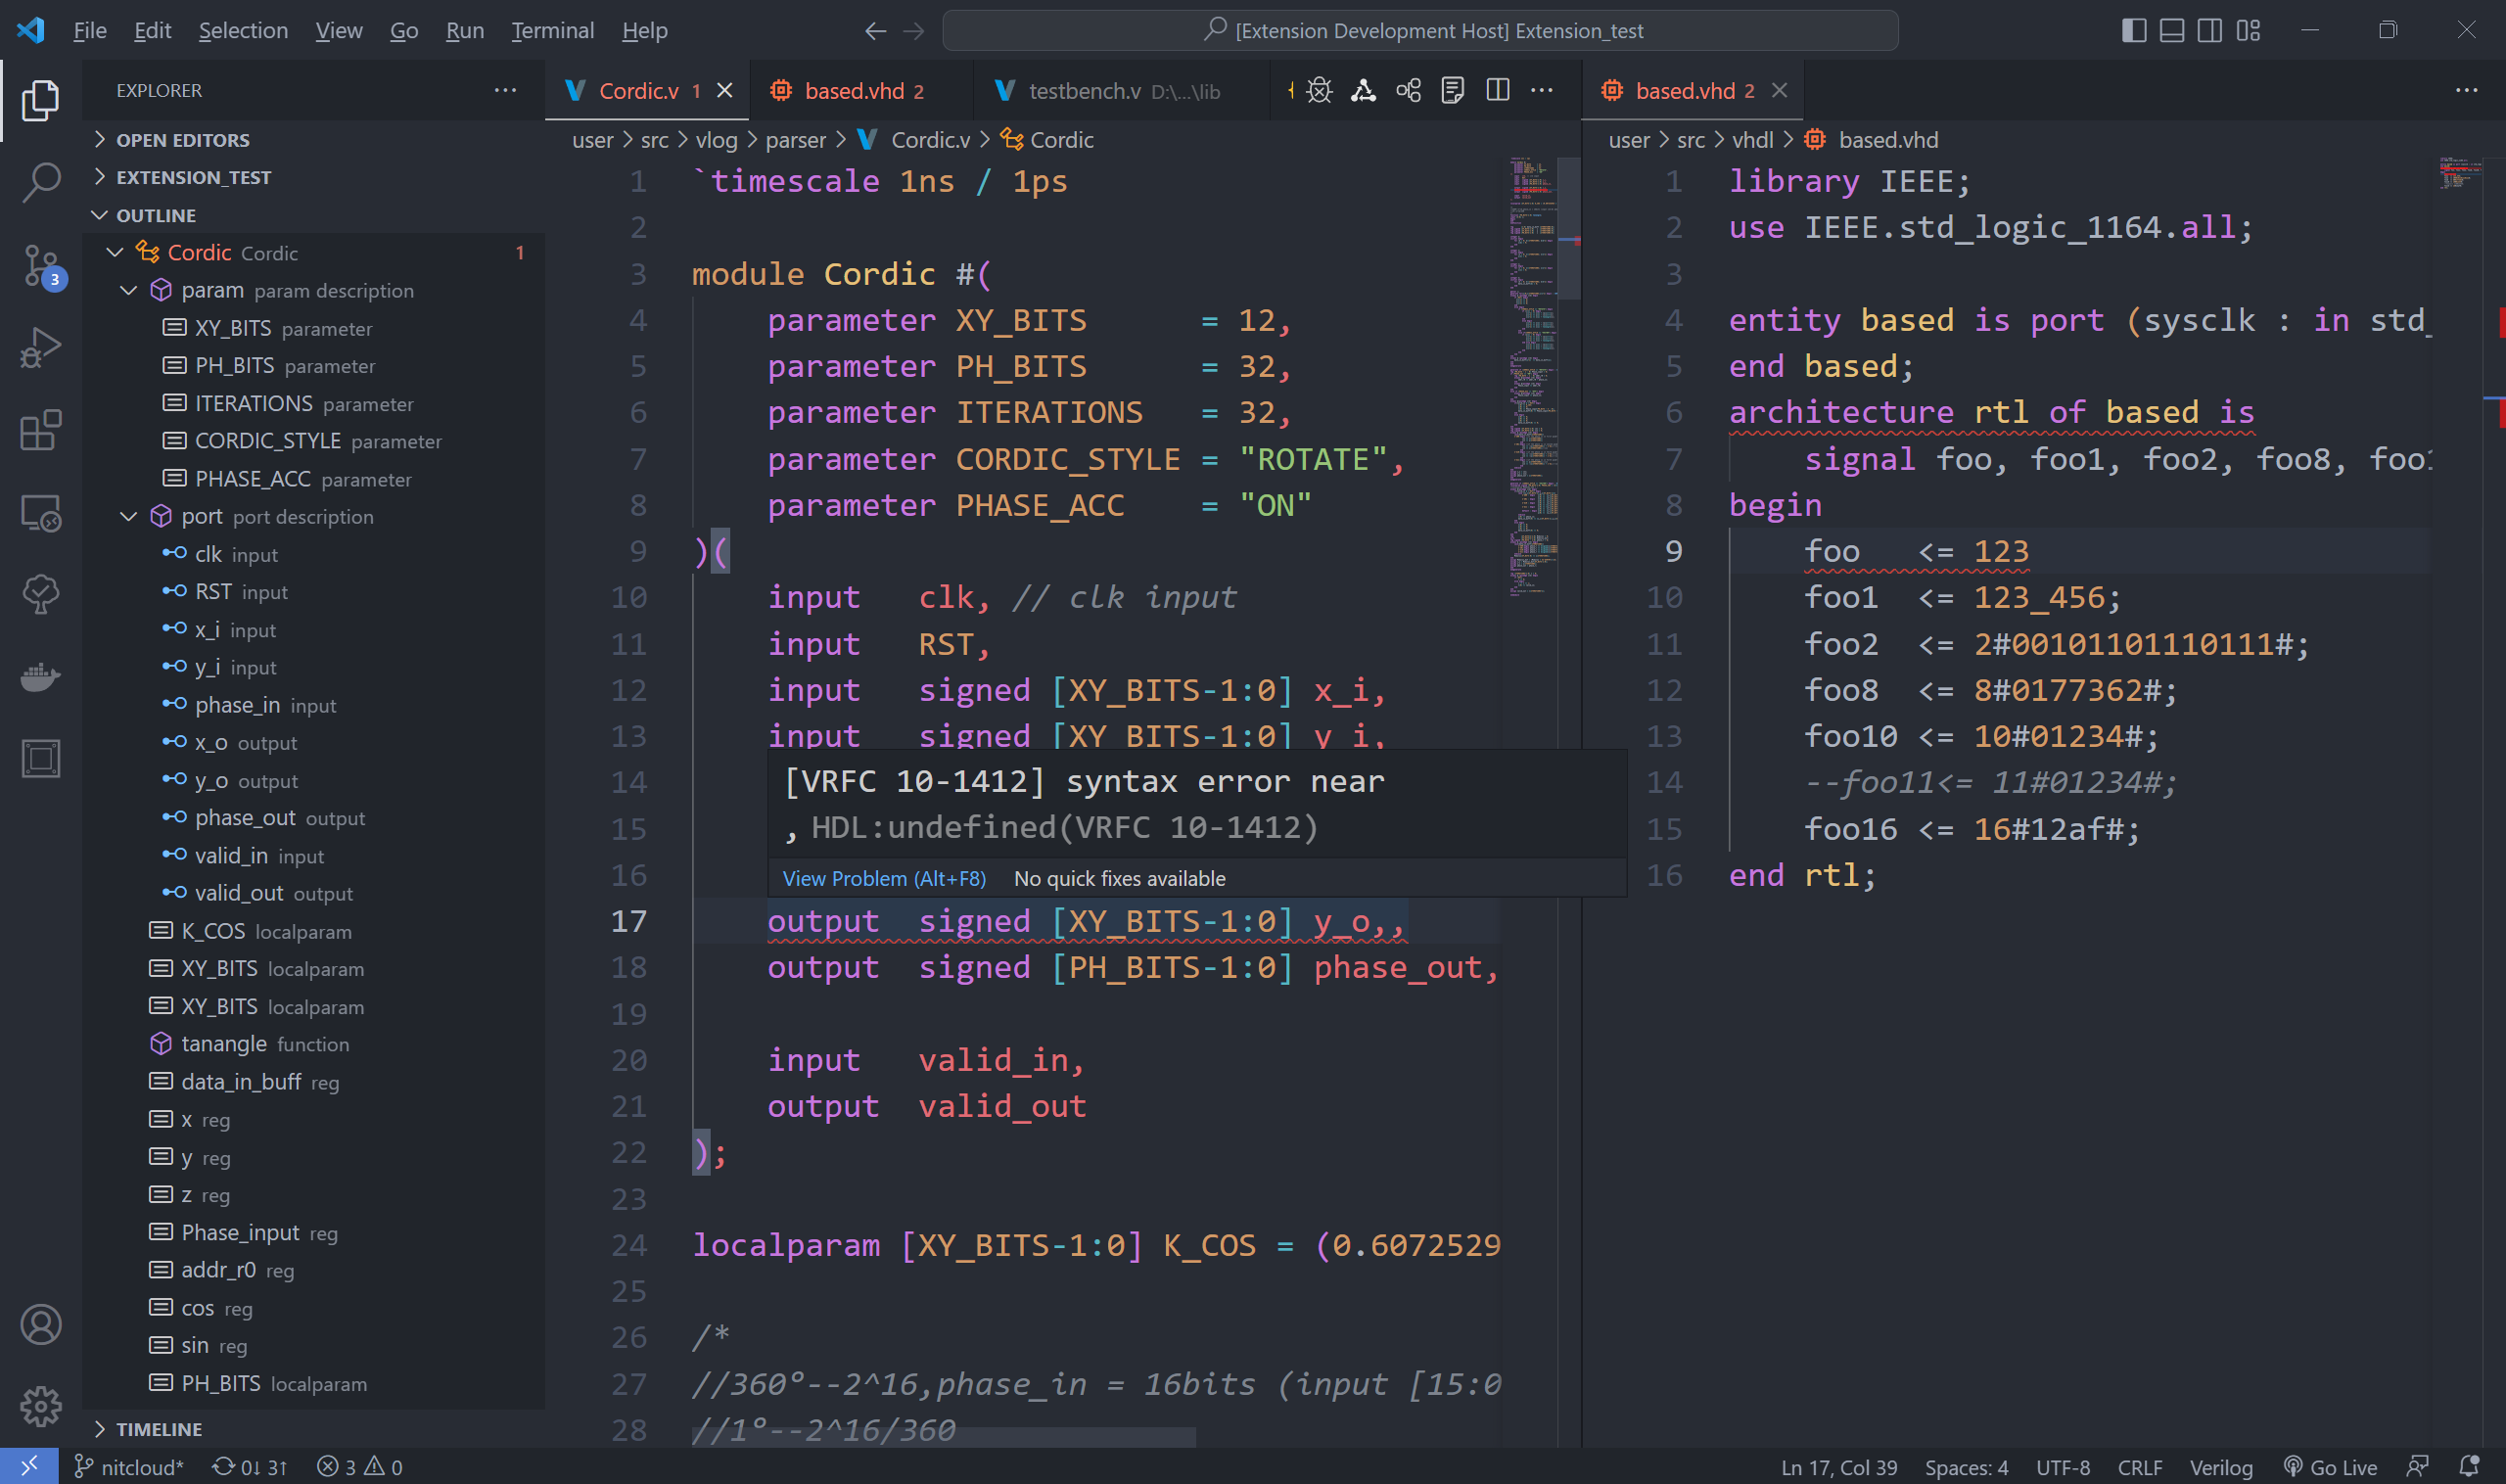 File Edit Selection View Go Run Terminal Help
[Extension Development Host] Extension_test
EXPLORER
OPEN EDITORS
EXTENSION_TEST
OUTLINE
Cordic Cordic 1
param param description
XY_BITS parameter
PH_BITS parameter
ITERATIONS parameter
CORDIC_STYLE parameter
PHASE_ACC parameter
port port description
clk input
RST input
x_i input
y_i input
phase_in input
x_o output
y_o output
phase_out output
valid_in input
valid_out output
K_COS localparam
XY_BITS localparam
XY_BITS localparam
tanangle function
data_in_buff reg
x reg
y reg
z reg
Phase_input reg
addr_r0 reg
cos reg
sin reg
PH_BITS localparam
TIMELINE
3
Cordic.v 1
based.vhd 2
testbench.v D:\...\lib
user > src > vlog > parser > Cordic.v > Cordic
1 `timescale 1ns / 1ps
2
3 module Cordic #(
4 parameter XY_BITS = 12,
5 parameter PH_BITS = 32,
6 parameter ITERATIONS = 32,
7 parameter CORDIC_STYLE = "ROTATE",
8 parameter PHASE_ACC = "ON"
9 )(
10 input clk, // clk input
11 input RST,
12 input signed [XY_BITS-1:0] x_i,
13 input signed [XY_BITS-1:0] y_i,
14
15
16
[VRFC 10-1412] syntax error near
, HDL:undefined(VRFC 10-1412)
View Problem (Alt+F8) No quick fixes available
17 output signed [XY_BITS-1:0] y_o,,
18 output signed [PH_BITS-1:0] phase_out,
19
20 input valid_in,
21 output valid_out
22 );
23
24 localparam [XY_BITS-1:0] K_COS = (0.6072529
25
26 /*
27 //360°--2^16,phase_in = 16bits (input [15:0
28 //1°--2^16/360
based.vhd 2
user > src > vhdl > based.vhd
1 library IEEE;
2 use IEEE.std_logic_1164.all;
3
4 entity based is port (sysclk : in std_
5 end based;
6 architecture rtl of based is
7 signal foo, foo1, foo2, foo8, foo
8 begin
9 foo <= 123
10 foo1 <= 123_456;
11 foo2 <= 2#00101101110111#;
12 foo8 <= 8#0177362#;
13 foo10 <= 10#01234#;
14 --foo11<= 11#01234#;
15 foo16 <= 16#12af#;
16 end rtl;
nitcloud* 0↓ 3↑ 3 0
Ln 17, Col 39 Spaces: 4 UTF-8 CRLF Verilog Go Live